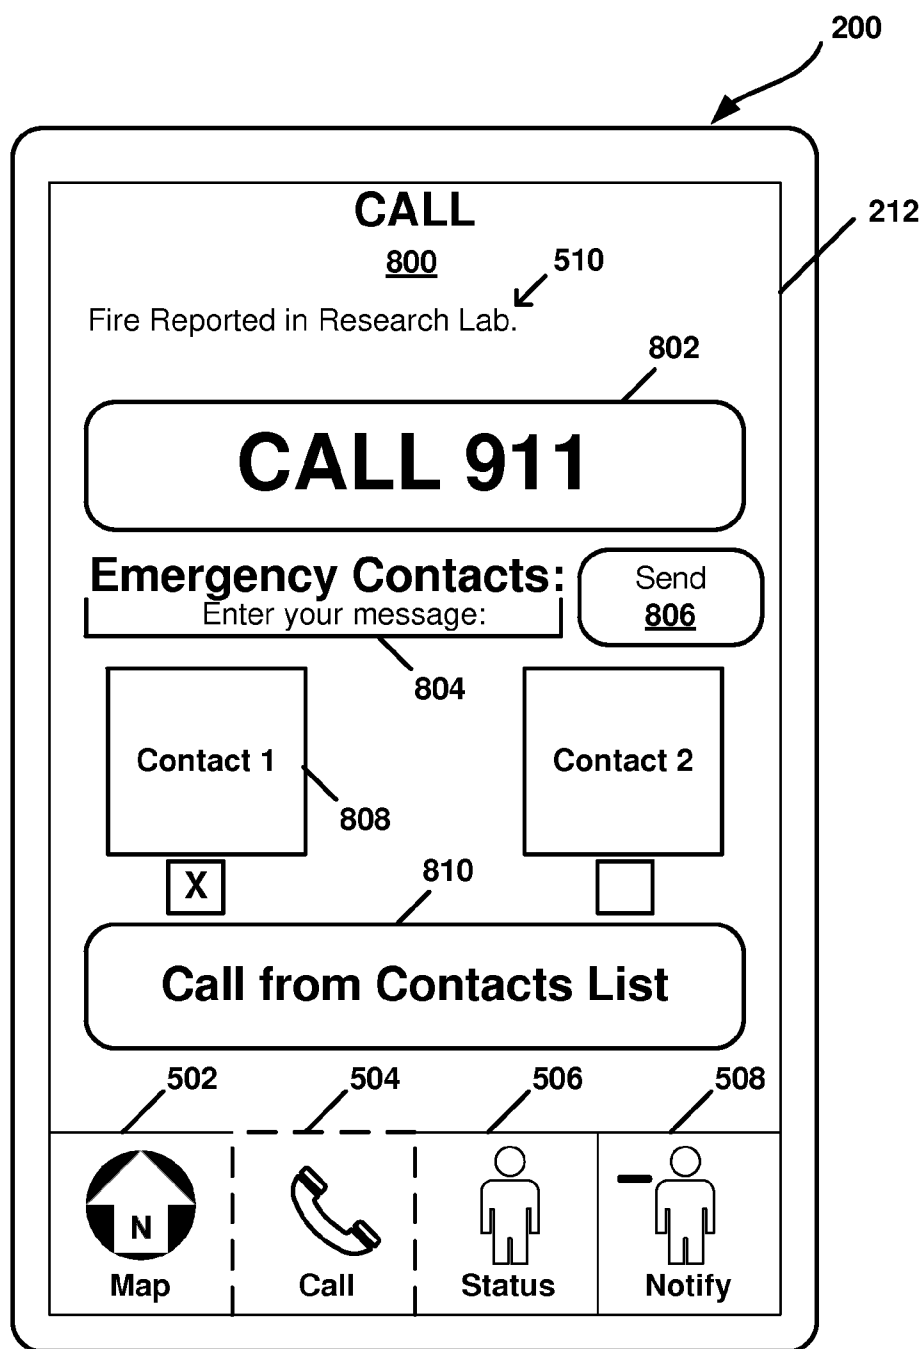 200
CALL
212
800
510
Fire Reported in Research Lab.
802
CALL 911
Emergency Contacts:
Send
Enter your message:
806
804
Contact 1
Contact 2
808
X
810
Call from Contacts List
502
504
506
508
N
Map
Call
Status
Notify